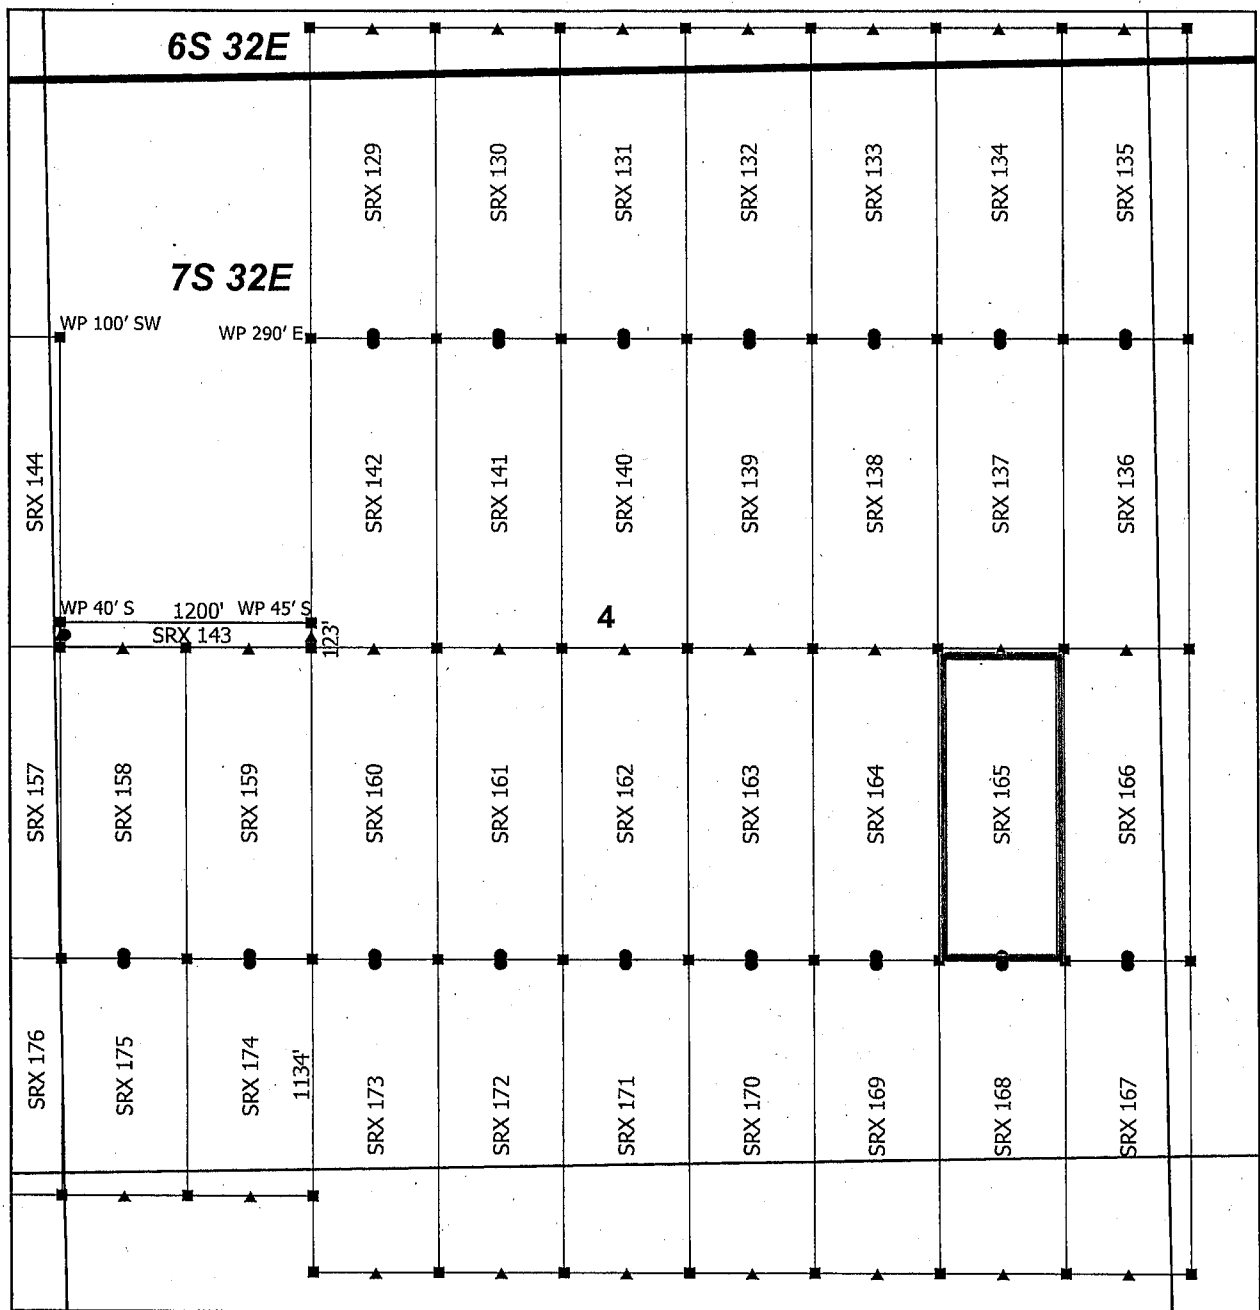 6S 32E
SRX 129
SRX 130
SRX 131
SRX 132
SRX 133
SRX 134
SRX 135
7S 32E
WP 100' SW
WP 290' E
SRX 144
SRX 142
SRX 141
SRX 140
SRX 139
SRX 138
SRX 137
SRX 136
WP 40' S
1200'
WP 45' S
4
SRX 143
123'
SRX 157
SRX 158
SRX 159
SRX 160
SRX 161
SRX 162
SRX 163
SRX 164
SRX 165
SRX 166
SRX 176
SRX 175
SRX 174
1134'
SRX 173
SRX 172
SRX 171
SRX 170
SRX 169
SRX 168
SRX 167